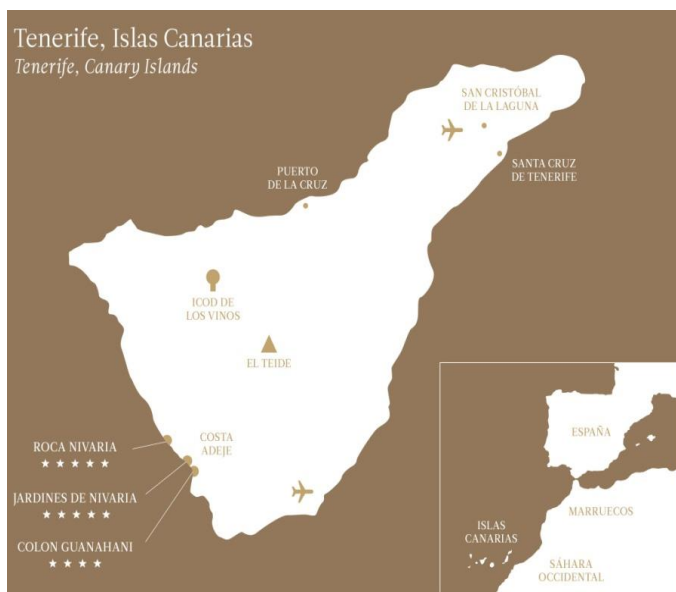 Tenerife, Islas Canarias
Tenerife, Canary Islands
SAN CRISTÓBAL
DE LA LAGUNA
SANTA CRUZ
DE TENERIFE
PUERTO
DE LA CRUZ
ICOD DE
LOS VINOS
EL TEIDE
COSTA
ADEJE
ROCA NIVARIA
JARDINES DE NIVARIA
COLON GUANAHANI
ESPAÑA
MARRUECOS
ISLAS
CANARIAS
SÁHARA
OCCIDENTAL